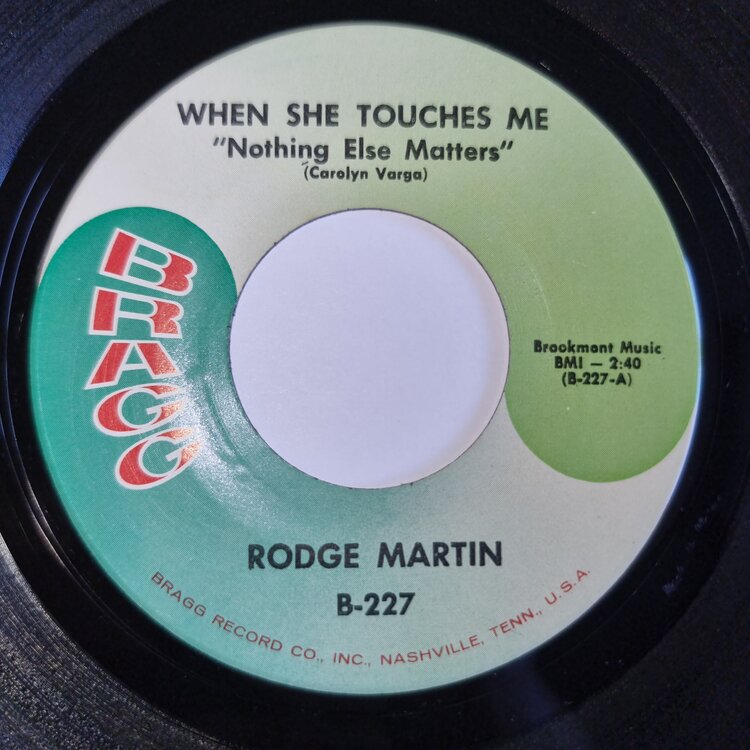 WHEN SHE TOUCHES ME
"Nothing Else Matters"
(Carolyn Varga)
BRAGG
Brookmont Music
BMI — 2:40
(B-227-A)
RODGE MARTIN
B-227
BRAGG RECORD CO., INC., NASHVILLE, TENN., U.S.A.